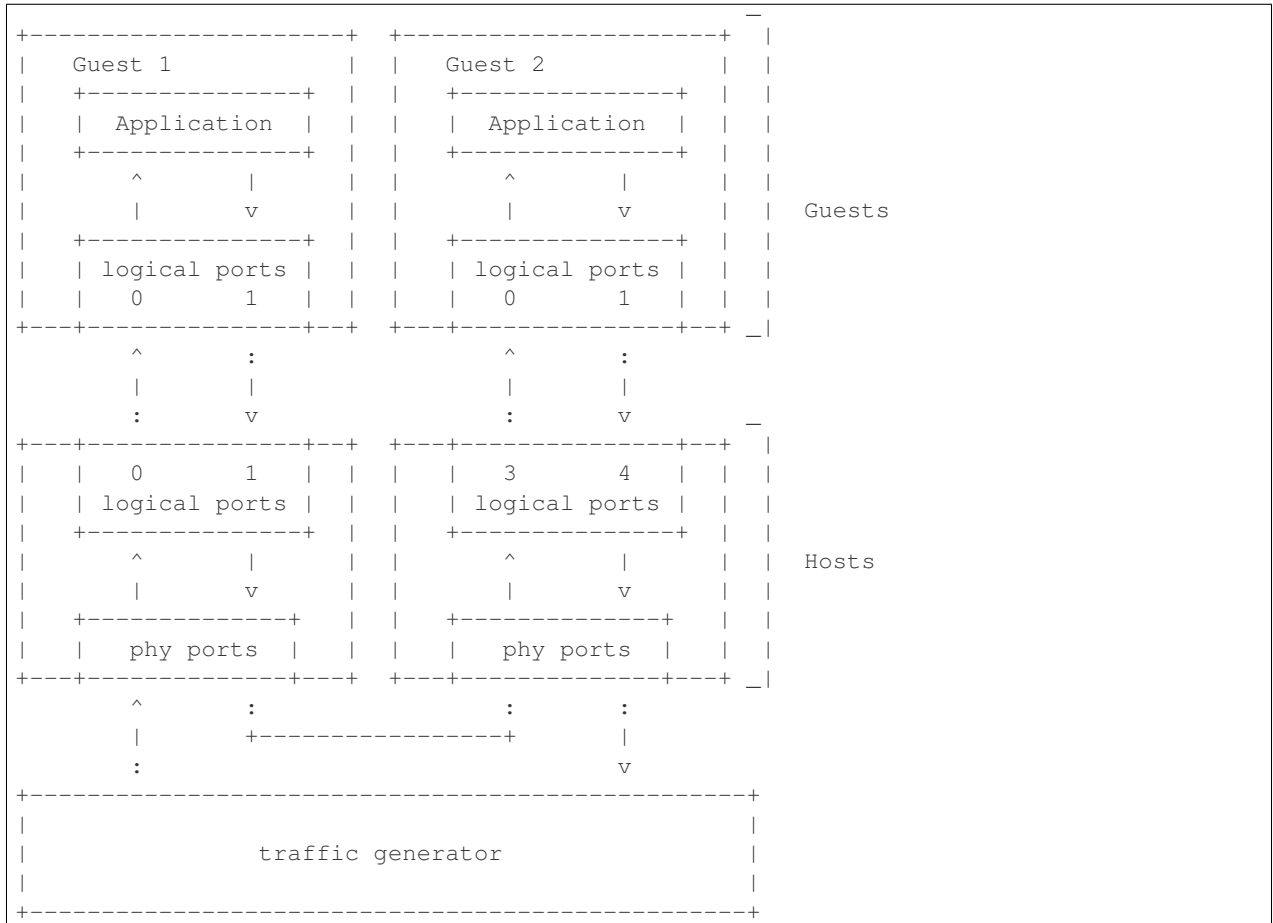 Guest 1 Guest 2
Application Application
Guests
logical ports logical ports
0 1 0 1
0 1 3 4
logical ports logical ports
Hosts
phy ports phy ports
traffic generator